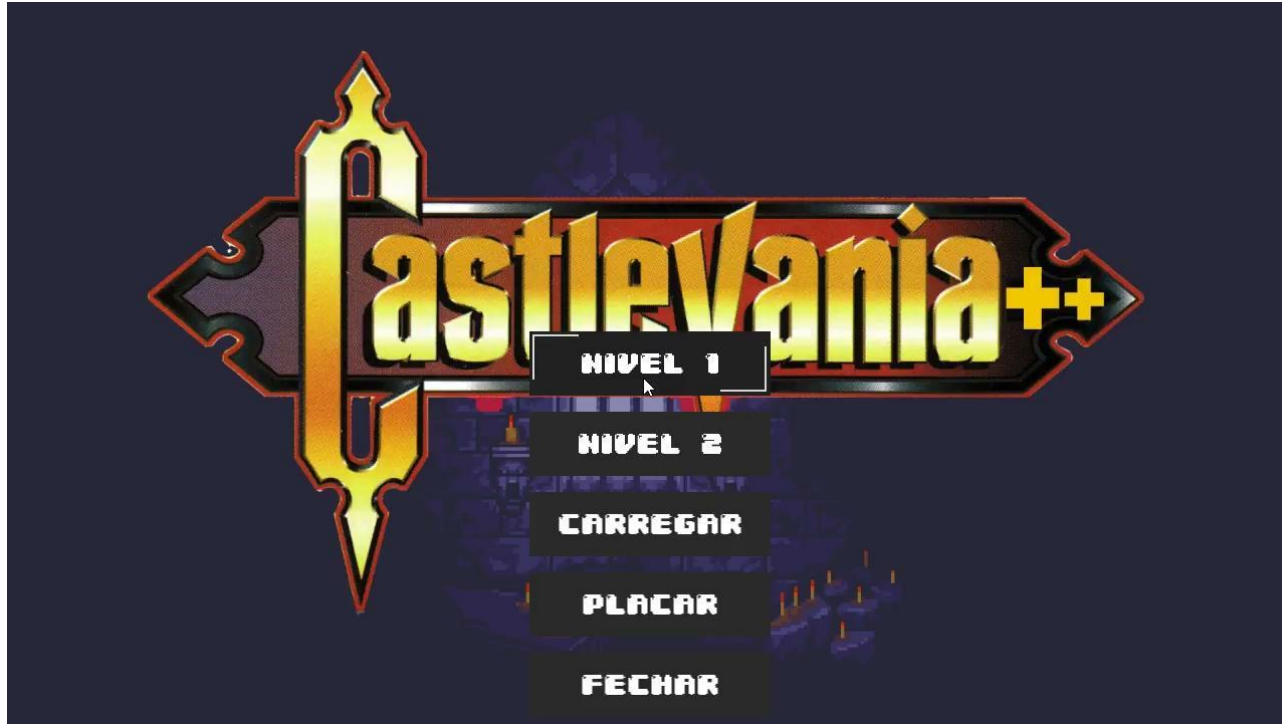 Castlevania++
NIVEL 1
NIVEL 2
CARREGAR
PLACAR
FECHAR